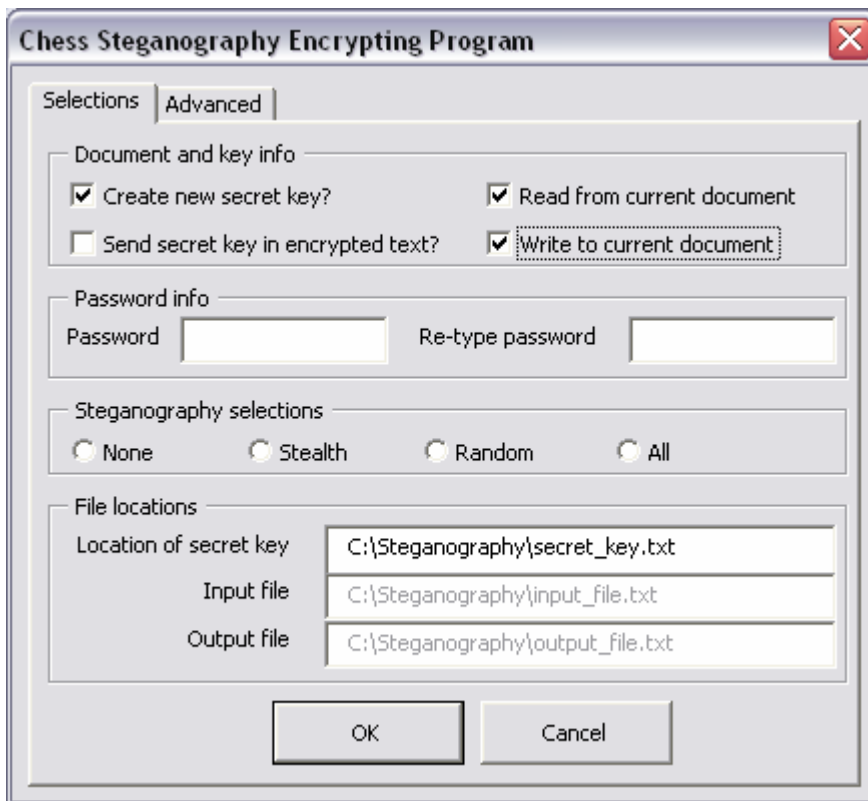 Chess Steganography Encrypting Program
Selections Advanced
Document and key info
Create new secret key? Read from current document
Send secret key in encrypted text? Write to current document
Password info
Password Re-type password
Steganography selections
None Stealth Random All
File locations
Location of secret key C:\Steganography\secret_key.txt
Input file C:\Steganography\input_file.txt
Output file C:\Steganography\output_file.txt
OK Cancel